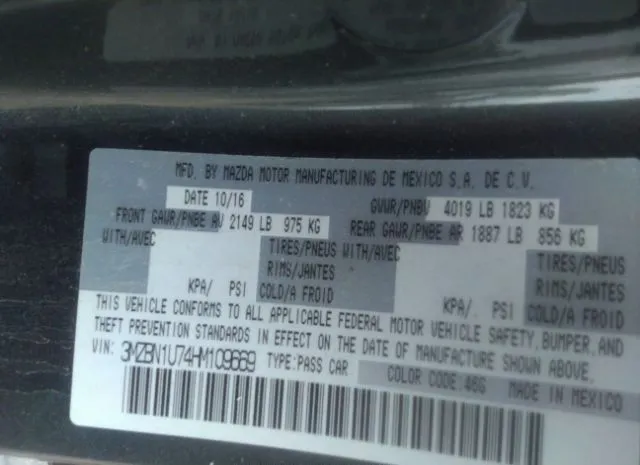 MFD. BY MAZDA MOTOR MANUFACTURING DE MEXICO S.A. DE C.V.
DATE 10/16 GVWR/PNBV 4019 LB 1823 KG
FRONT GAWR/PNBE AV 2149 LB 975 KG REAR GAWR/PNBE AR 1887 LB 856 KG
WITH/AVEC TIRES/PNEUS WITH/AVEC TIRES/PNEUS
RIMS/JANTES RIMS/JANTES
KPA/ PSI COLD/A FROID KPA/ PSI COLD/A FROID
THIS VEHICLE CONFORMS TO ALL APPLICABLE FEDERAL MOTOR VEHICLE SAFETY, BUMPER, AND
THEFT PREVENTION STANDARDS IN EFFECT ON THE DATE OF MANUFACTURE SHOWN ABOVE.
VIN: 3MZBN1U74HM109669 TYPE:PASS CAR COLOR CODE 46G MADE IN MEXICO